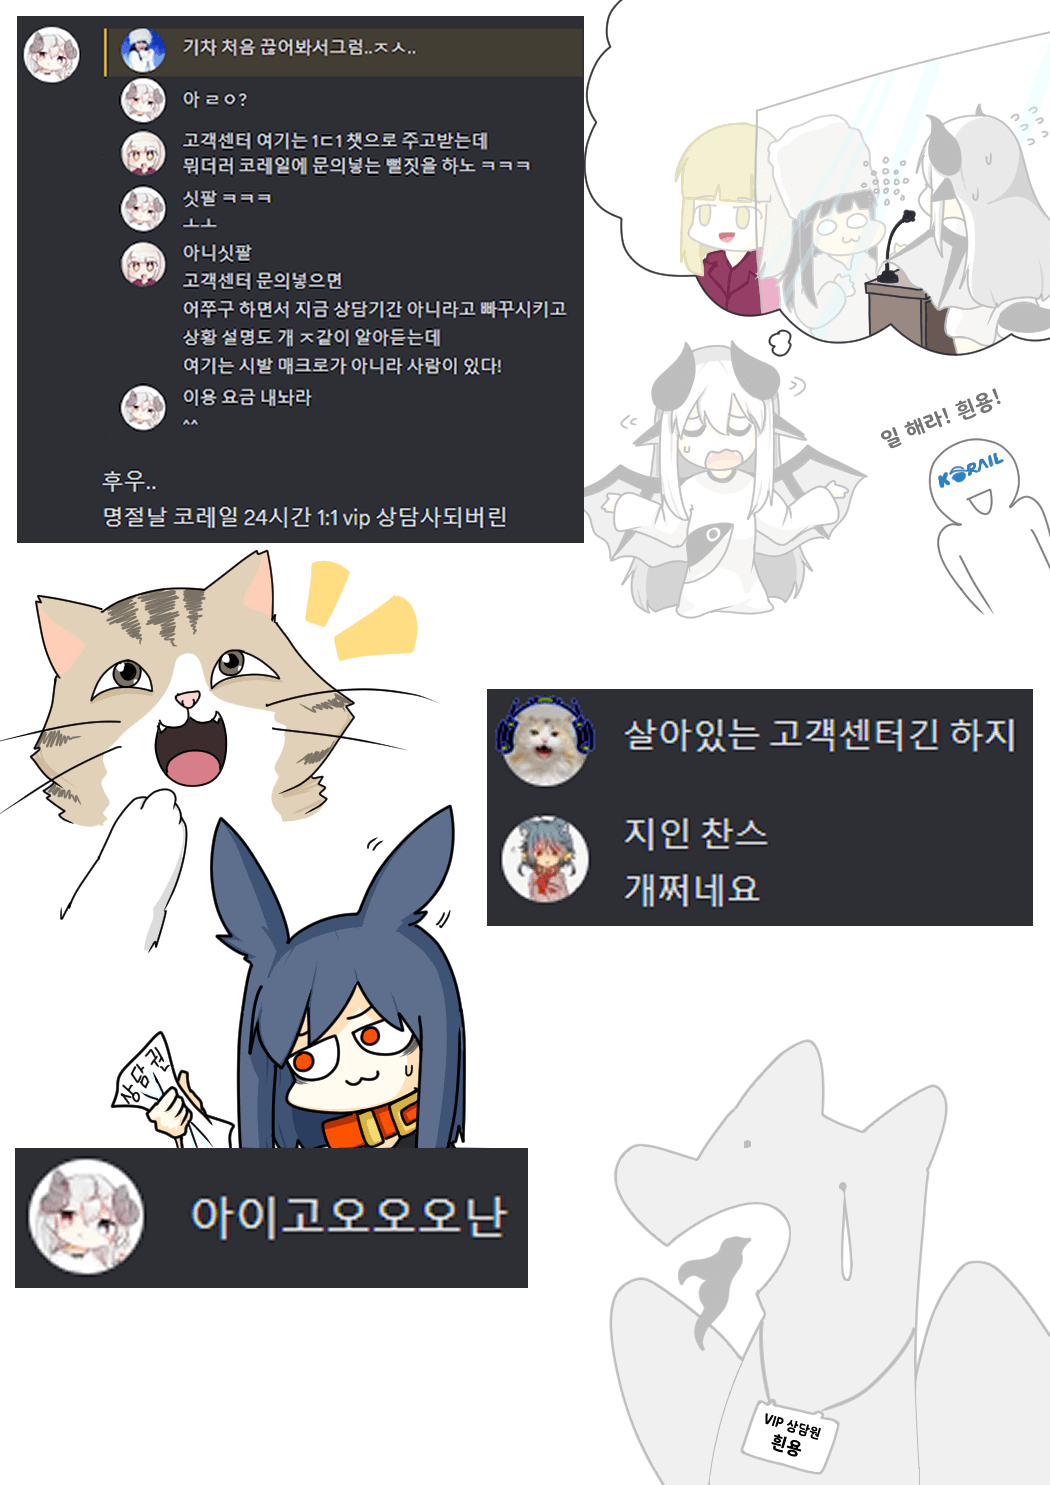 기차 처음 끊어봐서그럼..ㅈㅅ..
아 ㄹㅇ?
고객센터 여기는 1ㄷ1 챗으로 주고받는데
뭐더러 코레일에 문의넣는 뻘짓을 하노 ㅋㅋㅋ
싯팔 ㅋㅋㅋ
ㅗㅗ
아니싯팔
고객센터 문의넣으면
어쭈구 하면서 지금 상담기간 아니라고 빠꾸시키고
상황 설명도 개 ㅈ같이 알아듣는데
여기는 시발 매크로가 아니라 사람이 있다!
이용 요금 내놔라
^^
후우..
명절날 코레일 24시간 1:1 vip 상담사되버린
일 해라! 흰용!
KORAIL
살아있는 고객센터긴 하지
지인 찬스
개쩌네요
상담권
아이고오오오난
VIP 상담원
흰용